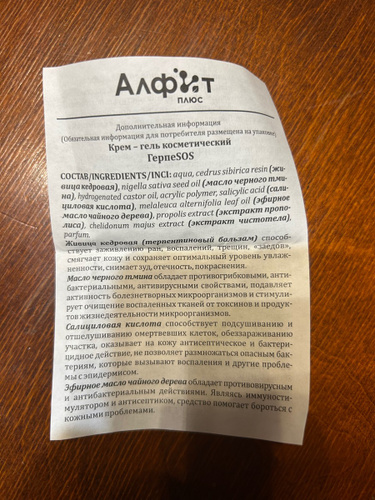 Алфит
плюс
Дополнительная информация
(Обязательная информация для потребителя размещена на упаковке)
Крем – гель косметический
ГерпеSOS
СОСТАВ/INGREDIENTS/INCI: aqua, cedrus sibirica resin (жи-
вица кедровая), nigella sativa seed oil (масло черного тми-
на), hydrogenated castor oil, acrylic polymer, salicylic acid (сали-
циловая кислота), melaleuca alternifolia leaf oil (эфирное
масло чайного дерева), propolis extract (экстракт пропо-
лиса), chelidonum majus extract (экстракт чистотела),
parfum.
Живица кедровая (терпентиновый бальзам) способ-
ствует заживлению ран, воспалений, трещин, "заедов",
смягчает кожу и сохраняет оптимальный уровень увлаж-
ненности, снимает зуд, отечность, покраснения.
Масло черного тмина обладает противогрибковыми, анти-
бактериальными, антивирусными свойствами, подавляет
активность болезнетворных микроорганизмов и стимули-
рует очищение воспаленных тканей от токсинов и продук-
тов жизнедеятельности микроорганизмов.
Салициловая кислота способствует подсушиванию и
отшелушиванию омертвевших клеток, обеззараживанию
участка, оказывает на кожу антисептическое и бактери-
цидное действие, не позволяет размножаться опасным бак-
териям, которые вызывают воспаления и другие пробле-
мы с эпидермисом.
Эфирное масло чайного дерева обладает противовирусным
и антибактериальным действиями. Являясь иммуности-
мулятором и антисептиком, средство помогает бороться с
кожными проблемами.